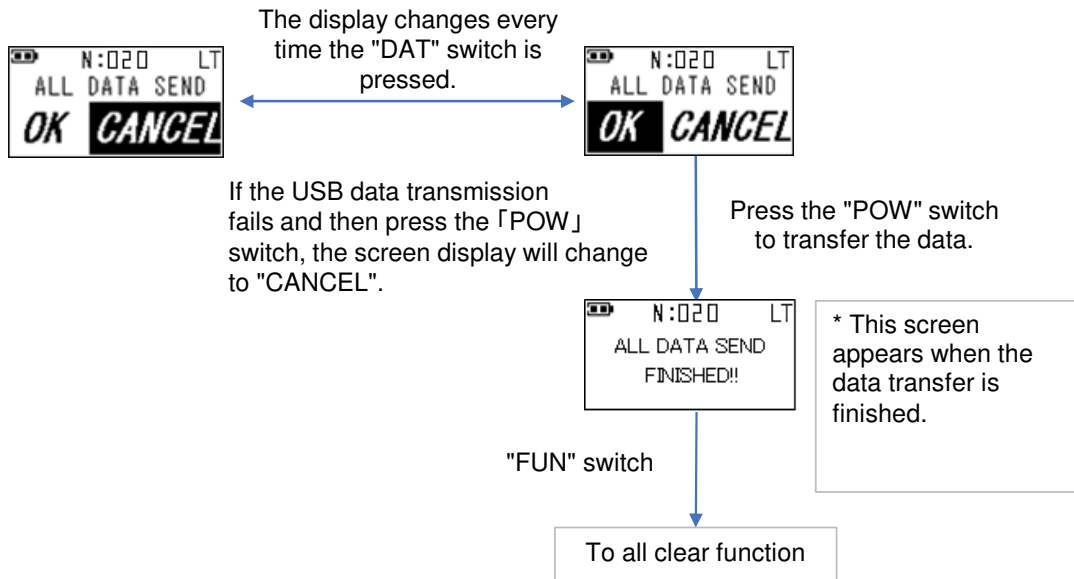 The display changes every
time the "DAT" switch is
pressed.
N:020 LT
ALL DATA SEND
OK CANCEL
N:020 LT
ALL DATA SEND
OK CANCEL
If the USB data transmission
fails and then press the「POW」
switch, the screen display will change
to "CANCEL".
Press the "POW" switch
to transfer the data.
N:020 LT
ALL DATA SEND
FINISHED!!
* This screen
appears when the
data transfer is
finished.
"FUN" switch
To all clear function